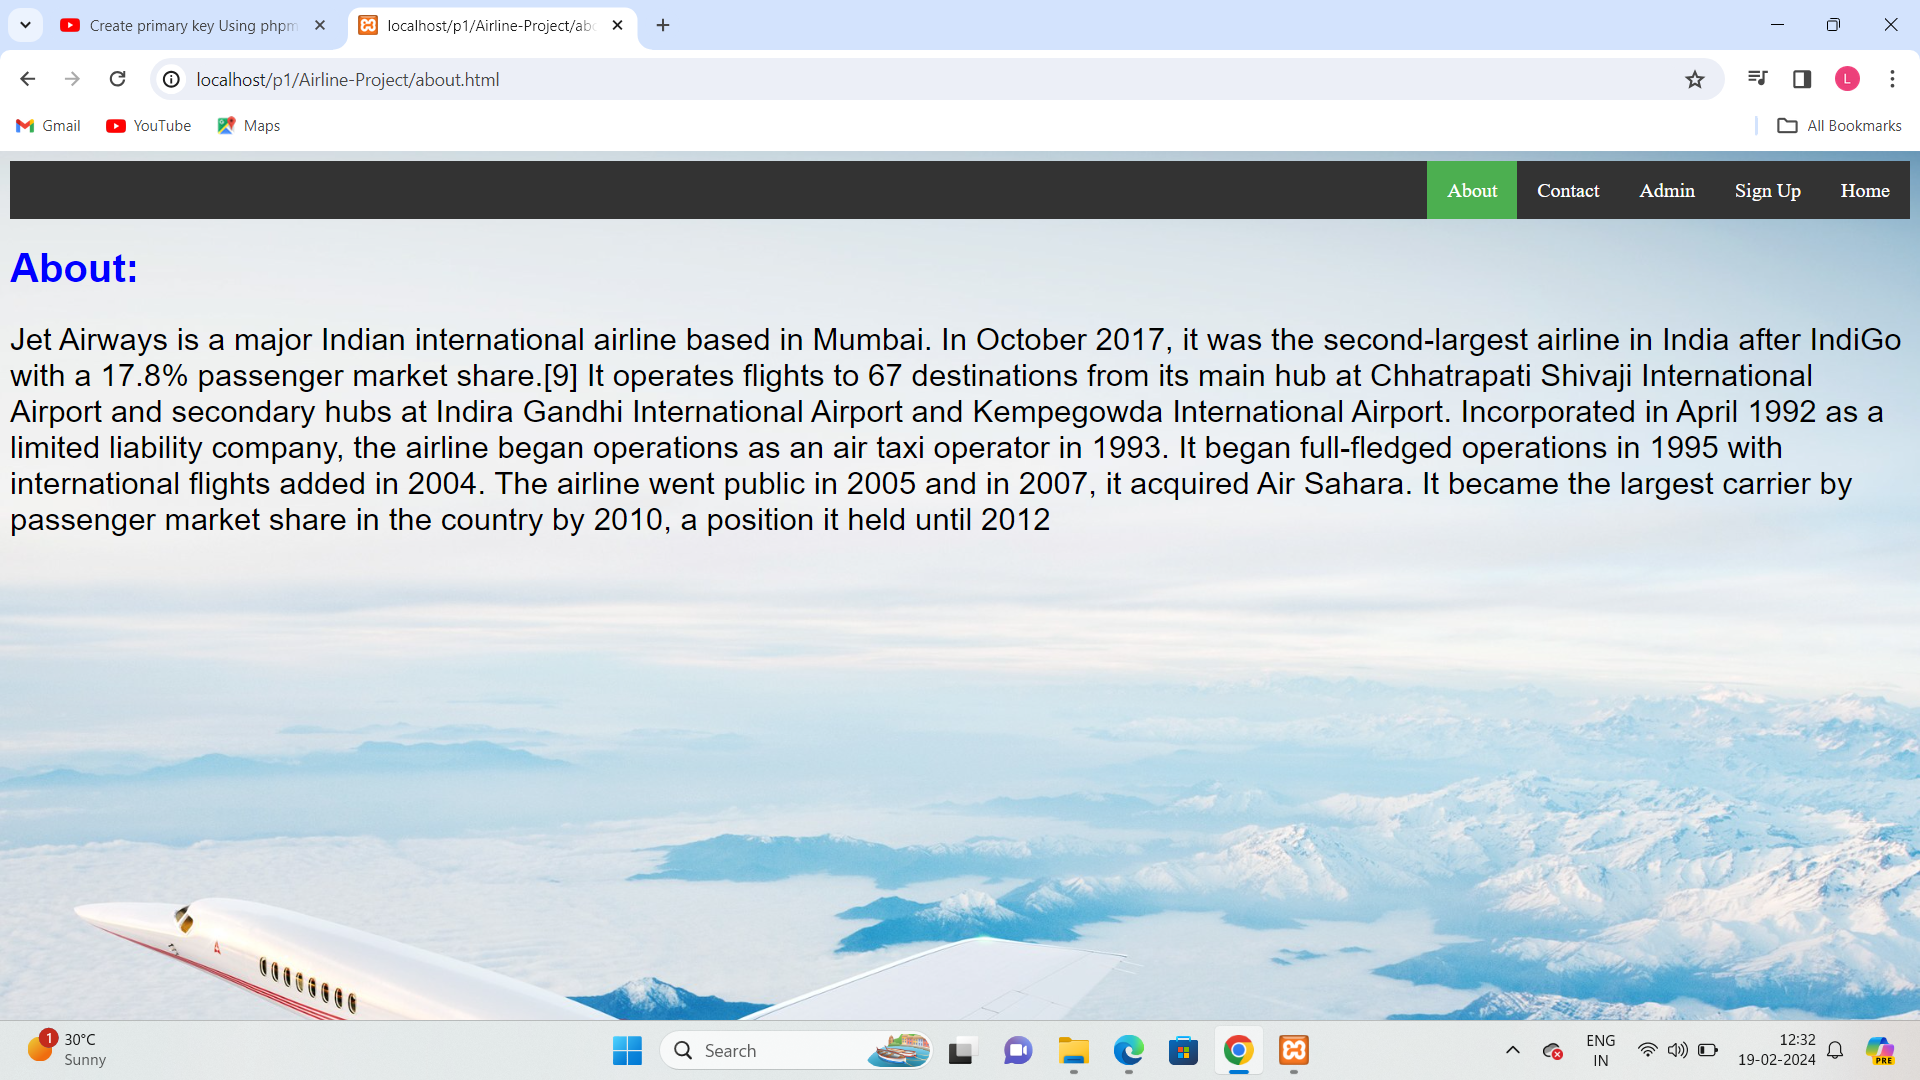 Create primary key Using phpm
localhost/p1/Airline-Project/abo
localhost/p1/Airline-Project/about.html
L
Gmail
YouTube
Maps
All Bookmarks
About
Contact
Admin
Sign Up
Home
About:
Jet Airways is a major Indian international airline based in Mumbai. In October 2017, it was the second-largest airline in India after IndiGo
with a 17.8% passenger market share.[9] It operates flights to 67 destinations from its main hub at Chhatrapati Shivaji International
Airport and secondary hubs at Indira Gandhi International Airport and Kempegowda International Airport. Incorporated in April 1992 as a
limited liability company, the airline began operations as an air taxi operator in 1993. It began full-fledged operations in 1995 with
international flights added in 2004. The airline went public in 2005 and in 2007, it acquired Air Sahara. It became the largest carrier by
passenger market share in the country by 2010, a position it held until 2012
1
30°C
Sunny
Search
ENG
IN
12:32
19-02-2024
PRE